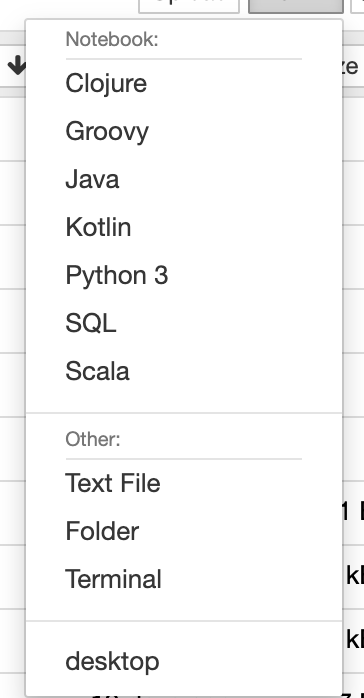 Notebook:
Clojure
Groovy
Java
Kotlin
Python 3
SQL
Scala
Other:
Text File
Folder
Terminal
desktop